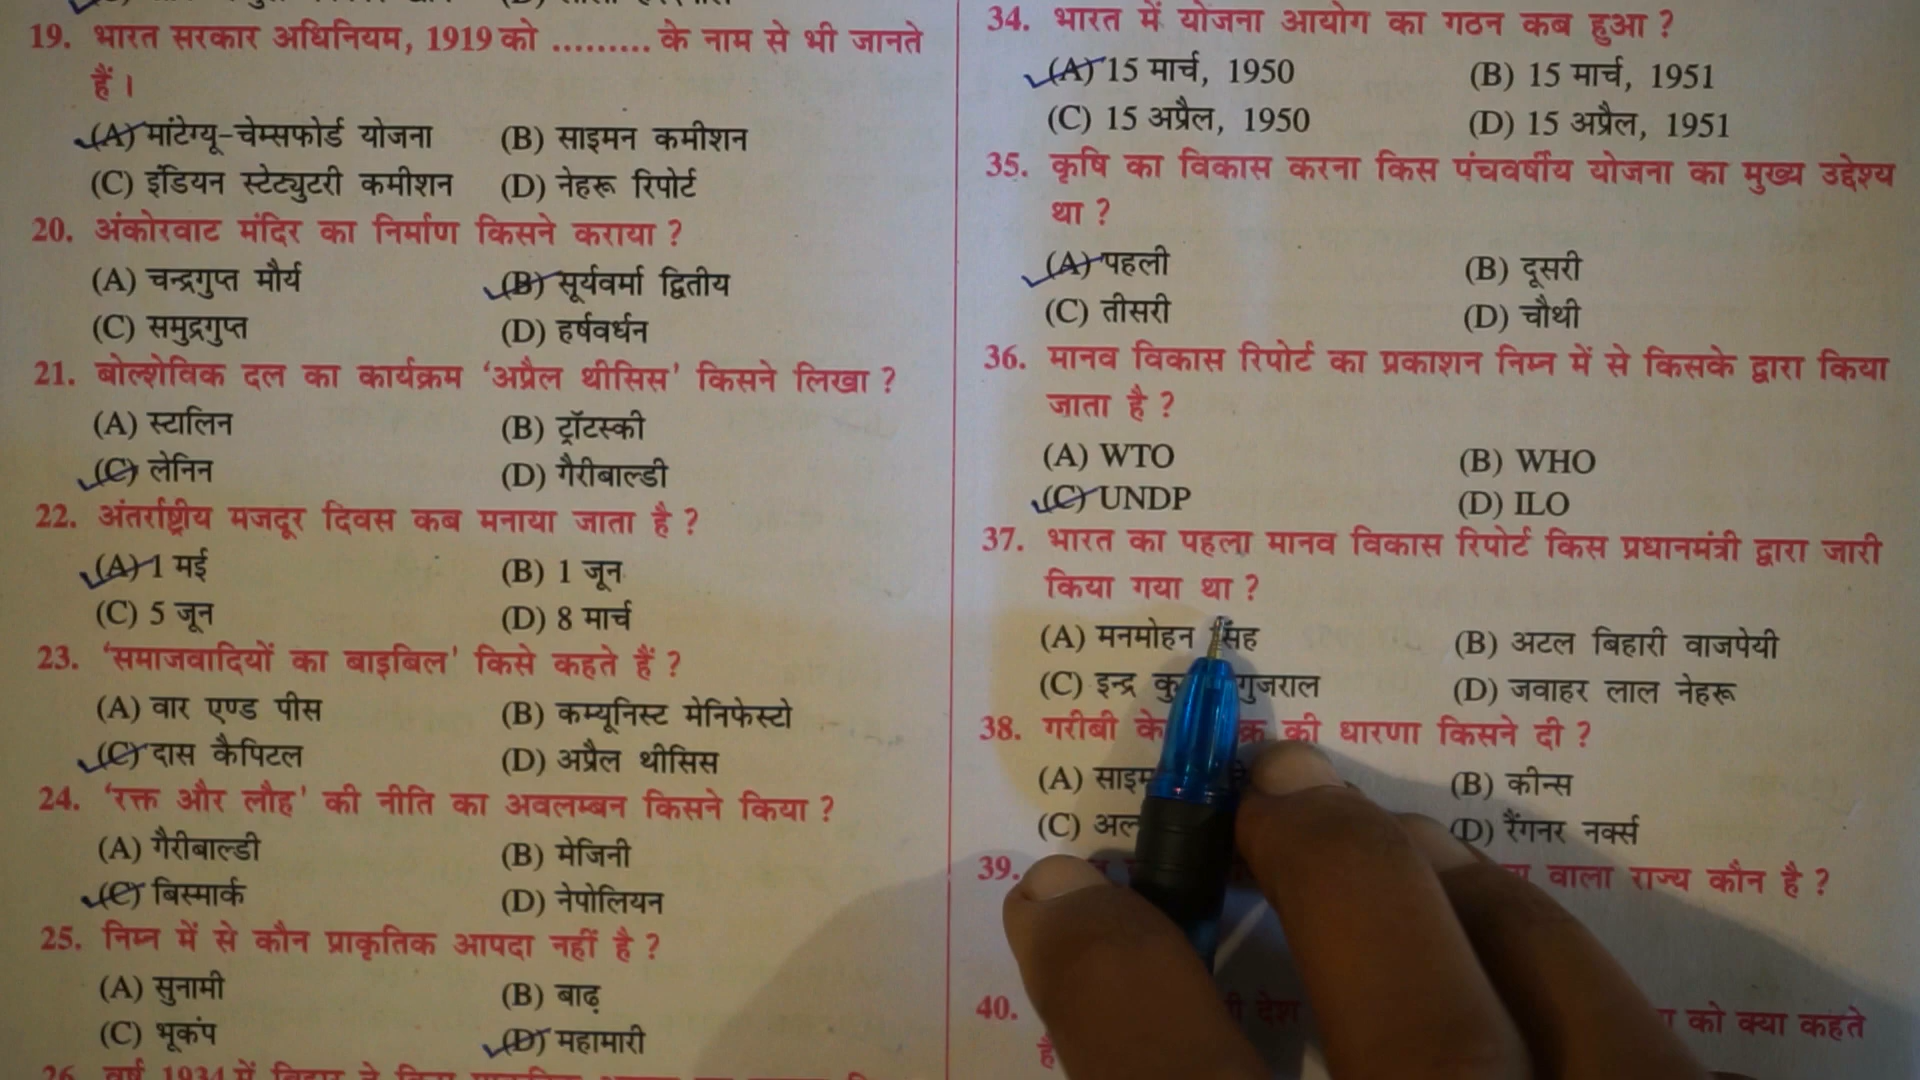 19. भारत सरकार अधिनियम, 1919 को ......... के नाम से भी जानते
हैं ।
(A) मांटेग्यू-चेम्सफोर्ड योजना (B) साइमन कमीशन
(C) इंडियन स्टेट्युटरी कमीशन (D) नेहरू रिपोर्ट
20. अंकोरवाट मंदिर का निर्माण किसने कराया ?
(A) चन्द्रगुप्त मौर्य (B) सूर्यवर्मा द्वितीय
(C) समुद्रगुप्त (D) हर्षवर्धन
21. बोल्शेविक दल का कार्यक्रम 'अप्रैल थीसिस' किसने लिखा ?
(A) स्टालिन (B) ट्रॉटस्की
(C) लेनिन (D) गैरीबाल्डी
22. अंतर्राष्ट्रीय मजदूर दिवस कब मनाया जाता है ?
(A) 1 मई (B) 1 जून
(C) 5 जून (D) 8 मार्च
23. 'समाजवादियों का बाइबिल' किसे कहते हैं ?
(A) वार एण्ड पीस (B) कम्यूनिस्ट मेनिफेस्टो
(C) दास कैपिटल (D) अप्रैल थीसिस
24. 'रक्त और लौह' की नीति का अवलम्बन किसने किया ?
(A) गैरीबाल्डी (B) मेजिनी
(C) बिस्मार्क (D) नेपोलियन
25. निम्न में से कौन प्राकृतिक आपदा नहीं है ?
(A) सुनामी (B) बाढ़
(C) भूकंप (D) महामारी
34. भारत में योजना आयोग का गठन कब हुआ ?
(A) 15 मार्च, 1950 (B) 15 मार्च, 1951
(C) 15 अप्रैल, 1950 (D) 15 अप्रैल, 1951
35. कृषि का विकास करना किस पंचवर्षीय योजना का मुख्य उद्देश्य
था ?
(A) पहली (B) दूसरी
(C) तीसरी (D) चौथी
36. मानव विकास रिपोर्ट का प्रकाशन निम्न में से किसके द्वारा किया
जाता है ?
(A) WTO (B) WHO
(C) UNDP (D) ILO
37. भारत का पहला मानव विकास रिपोर्ट किस प्रधानमंत्री द्वारा जारी
किया गया था ?
(A) मनमोहन सिंह (B) अटल बिहारी वाजपेयी
(C) इन्द्र गुजराल (D) जवाहर लाल नेहरू
38. गरीबी के की धारणा किसने दी ?
(A) (B) कीन्स
(C) (D) रैंगनर नर्क्स
39. वाला राज्य कौन है ?
40. देश को क्या कहते